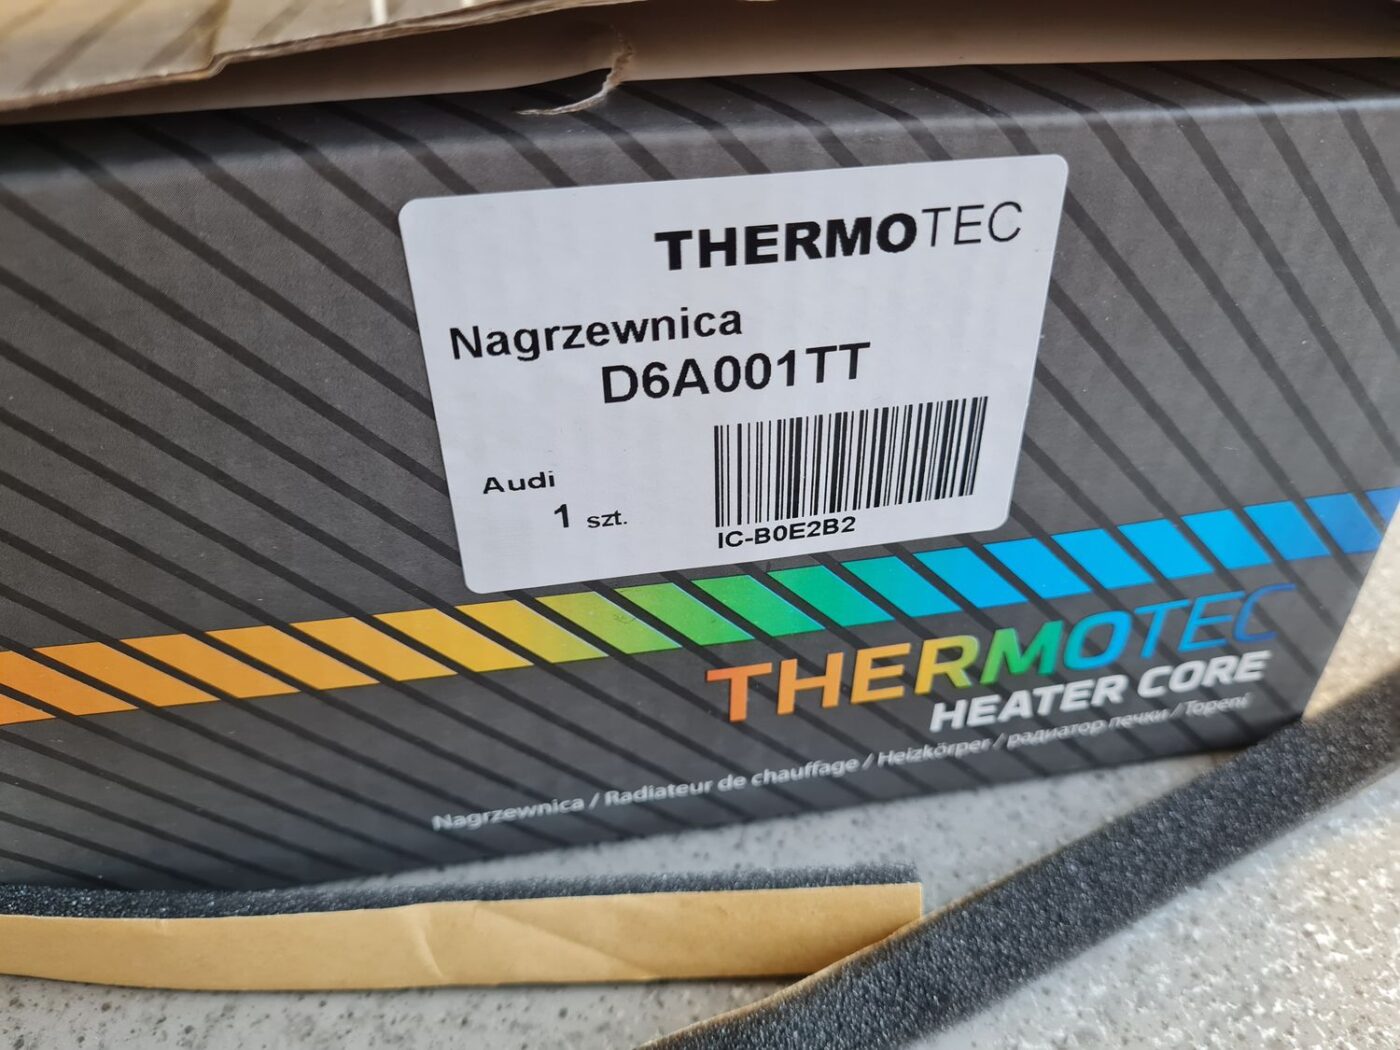 THERMOTEC
Nagrzewnica
D6A001TT
Audi
1 szt.
IC-B0E2B2
THERMOTEC
HEATER CORE
Nagrzewnica / Radiateur de chauffage / Heizkörper / радиатор печки / Topení